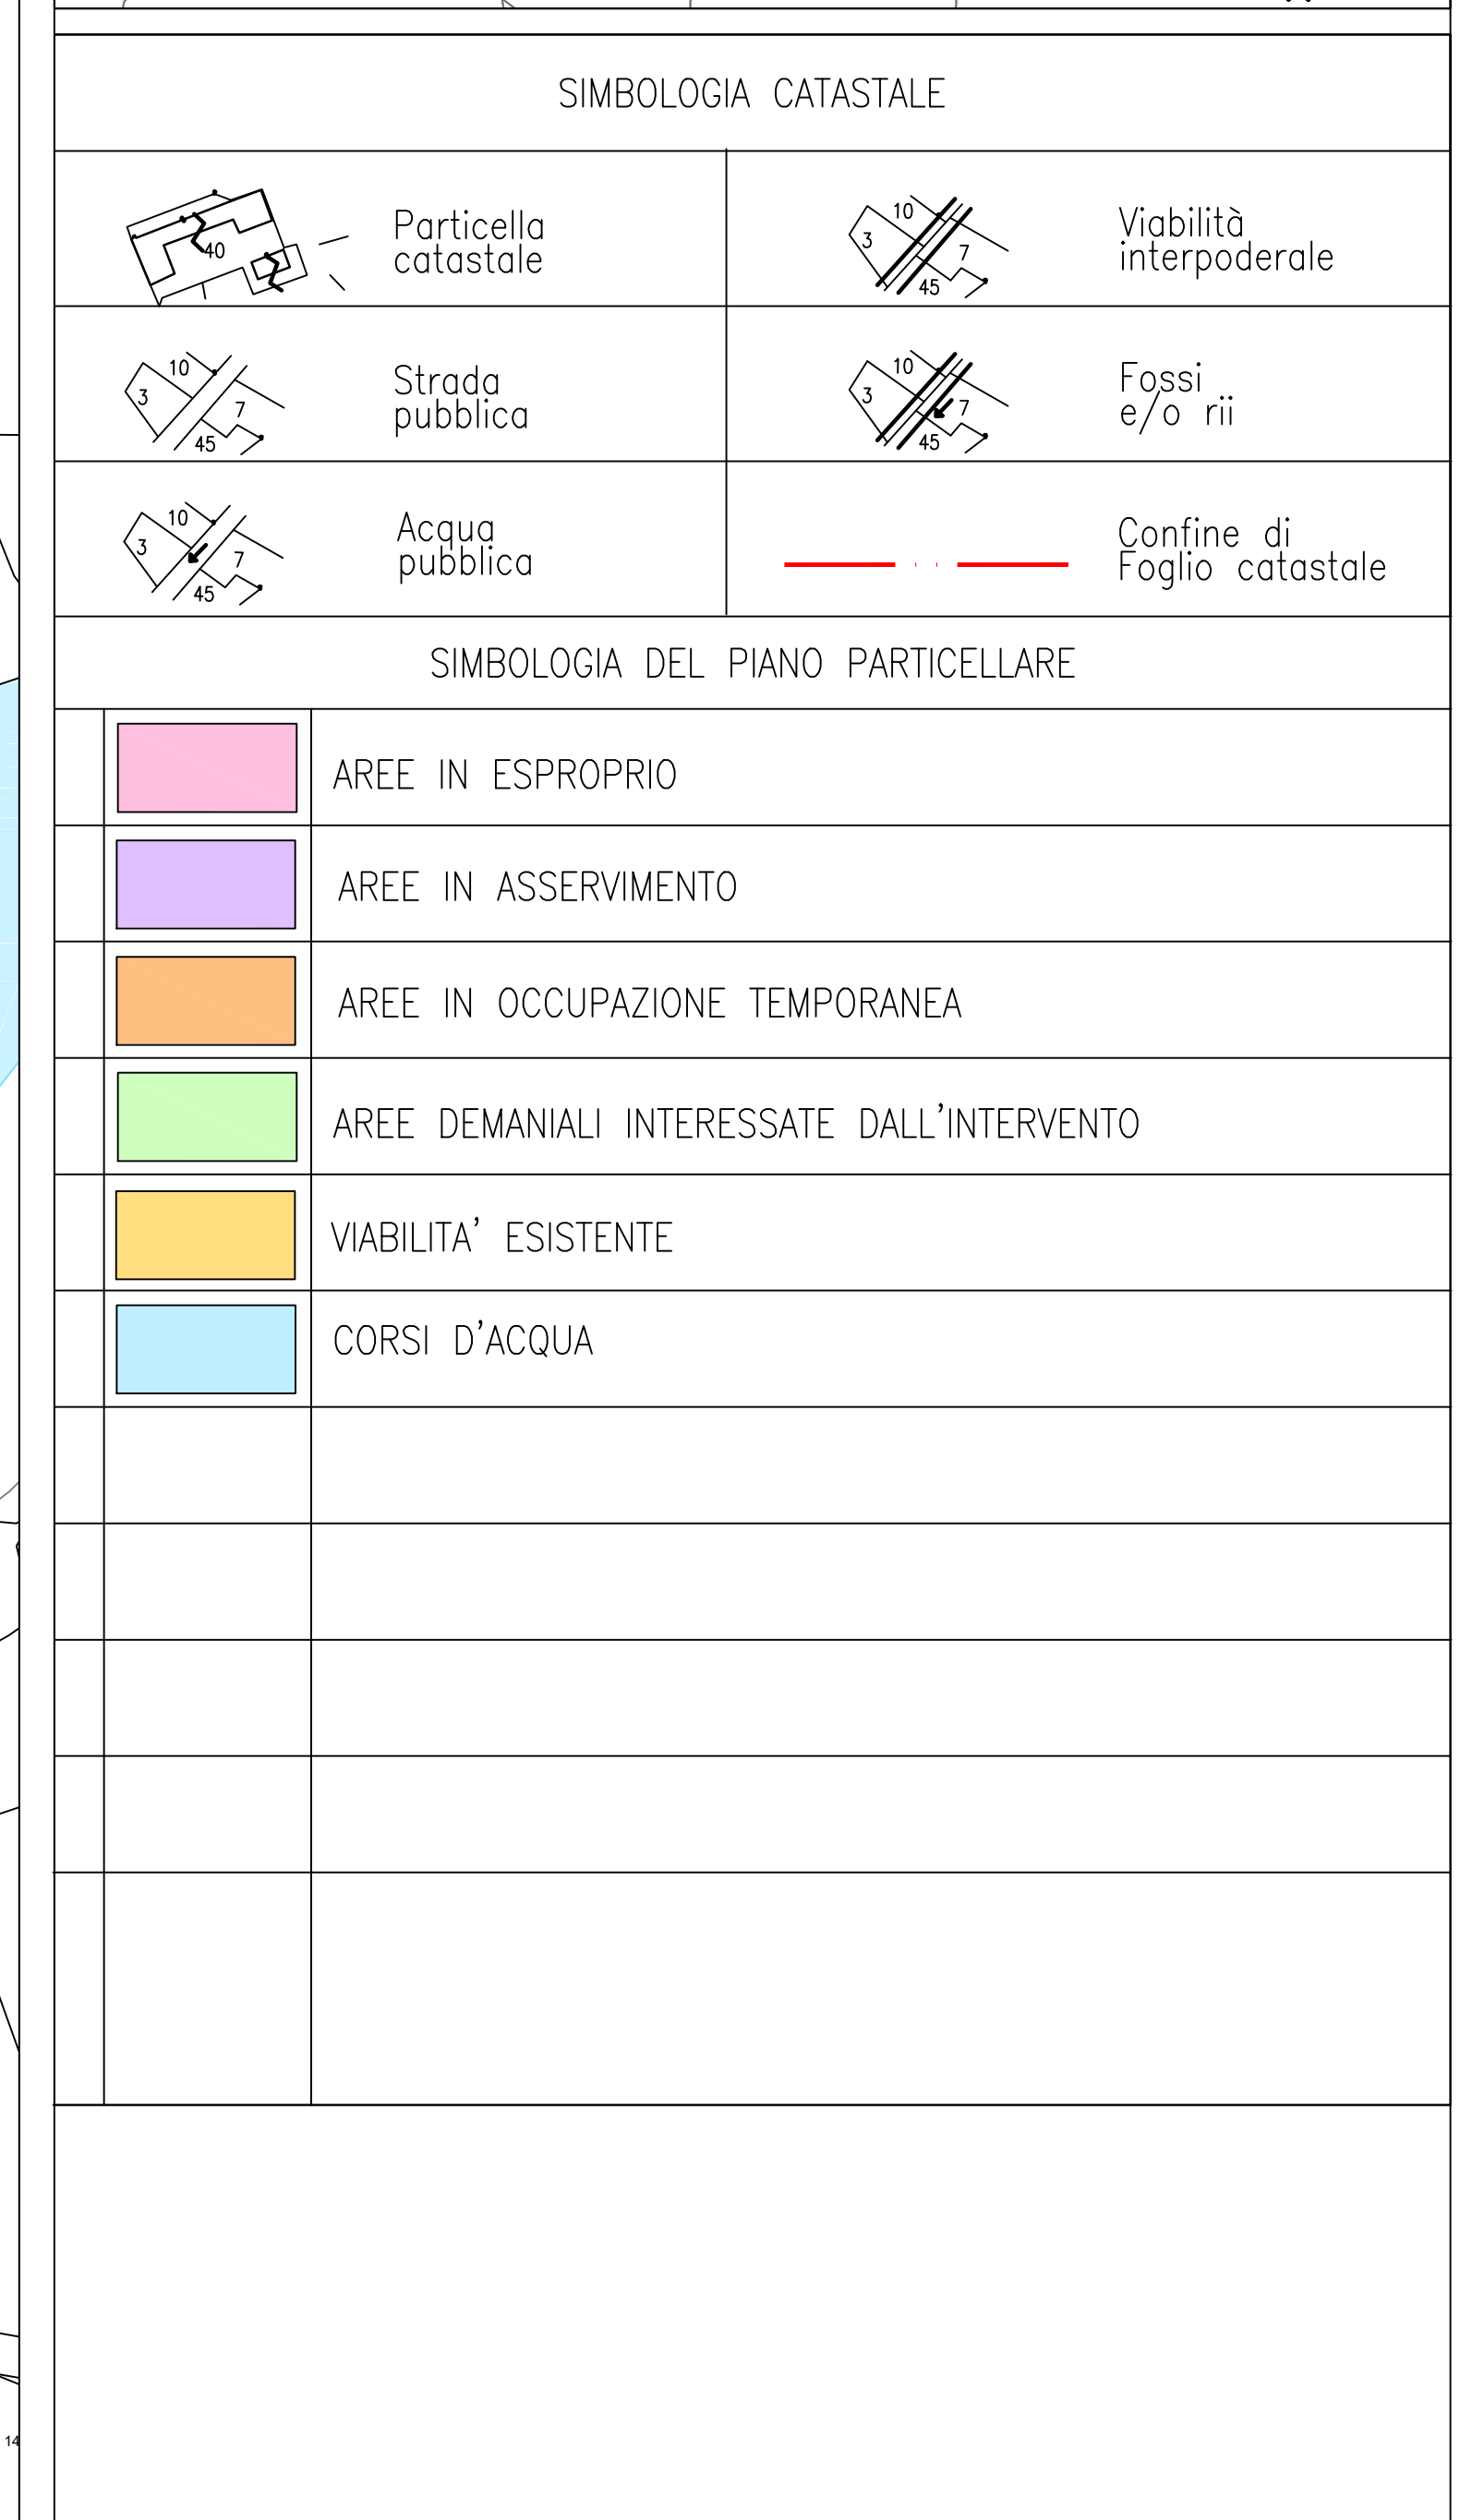 SIMBOLOGIA CATASTALE
40
Particella
catastale
10
3
7
45
Viabilità
interpoderale
10
3
7
45
Strada
pubblica
10
3
7
45
Fossi
e/o rii
10
3
7
45
Acqua
pubblica
Confine di
Foglio catastale
SIMBOLOGIA DEL PIANO PARTICELLARE
AREE IN ESPROPRIO
AREE IN ASSERVIMENTO
AREE IN OCCUPAZIONE TEMPORANEA
AREE DEMANIALI INTERESSATE DALL'INTERVENTO
VIABILITA' ESISTENTE
CORSI D'ACQUA
14